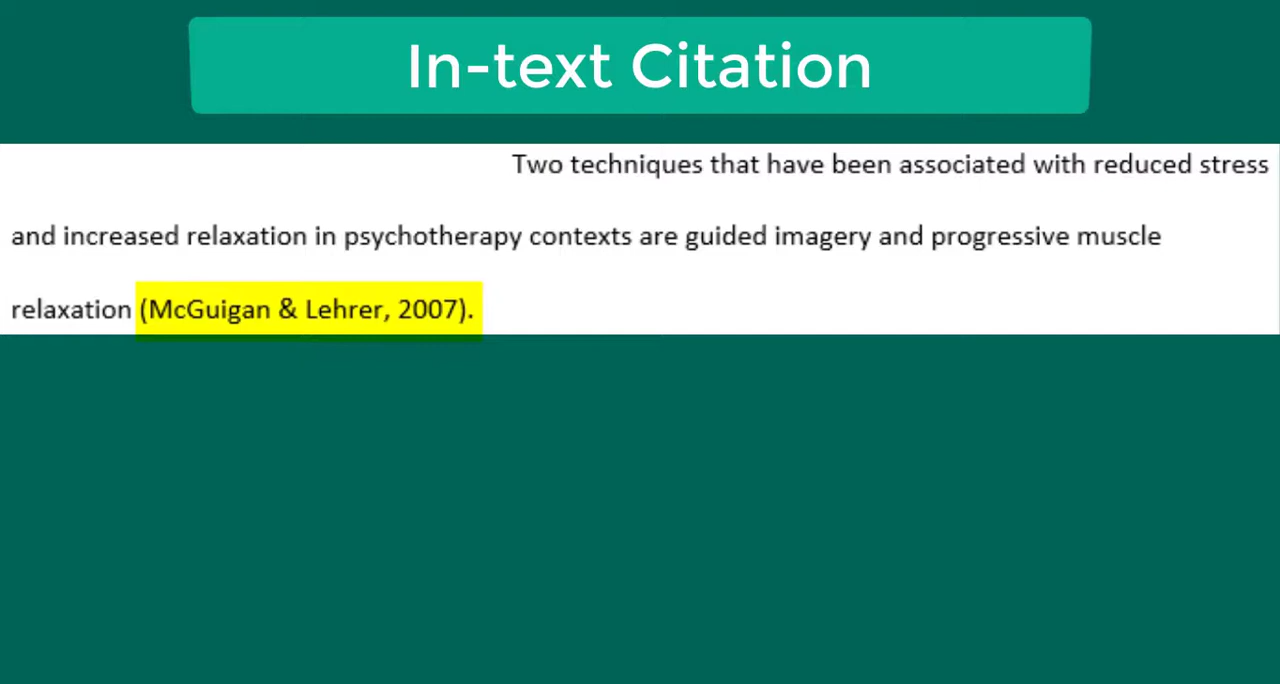 In-text Citation
Two techniques that have been associated with reduced stress
and increased relaxation in psychotherapy contexts are guided imagery and progressive muscle
relaxation (McGuigan & Lehrer, 2007).